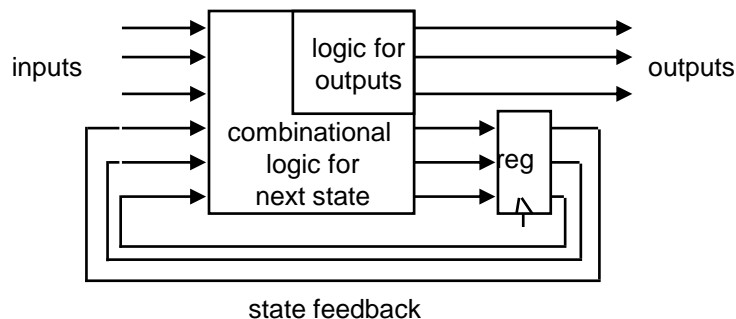 logic for
outputs
inputs
outputs
combinational
logic for
next state
reg
state feedback